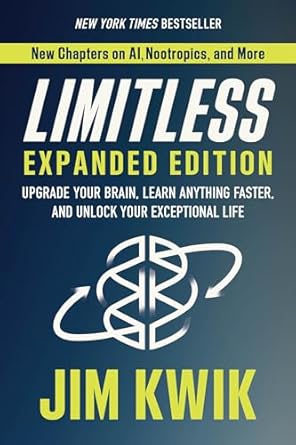 NEW YORK TIMES BESTSELLER
New Chapters on AI, Nootropics, and More
LIMITLESS
EXPANDED EDITION
UPGRADE YOUR BRAIN, LEARN ANYTHING FASTER,
AND UNLOCK YOUR EXCEPTIONAL LIFE
JIM KWIK